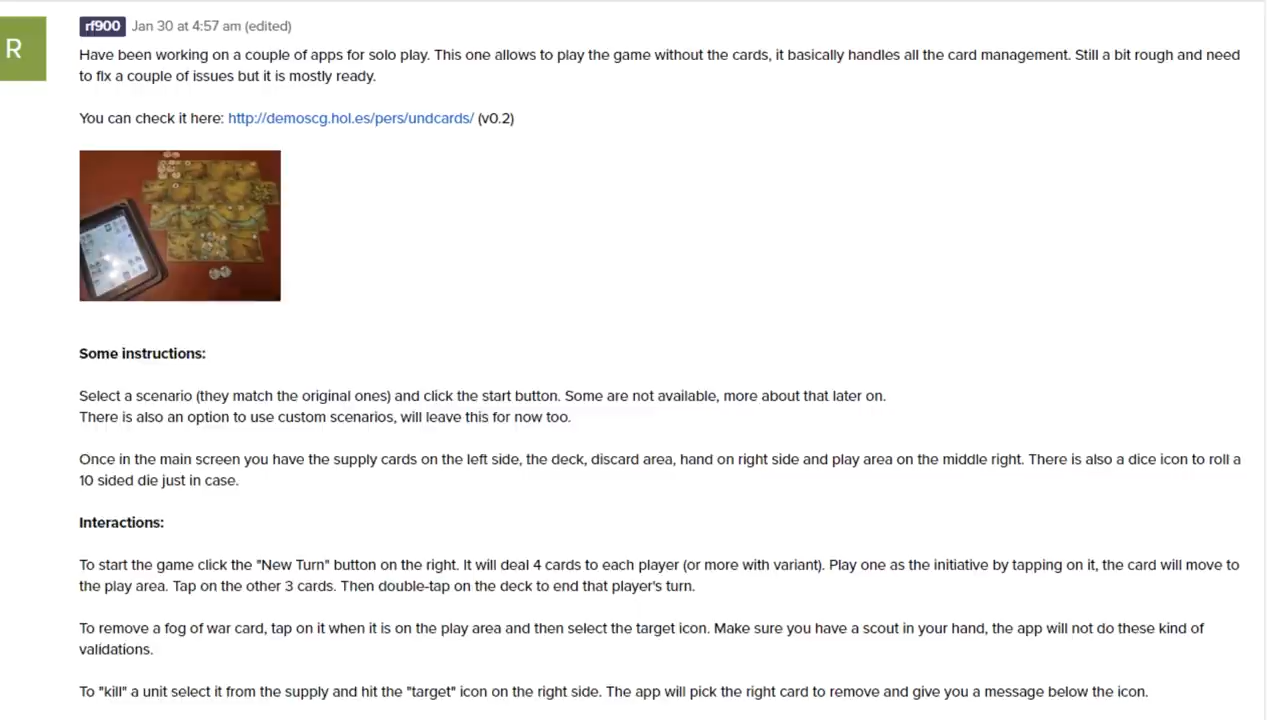 R
rf900 Jan 30 at 4:57 am (edited)
Have been working on a couple of apps for solo play. This one allows to play the game without the cards, it basically handles all the card management. Still a bit rough and need
to fix a couple of issues but it is mostly ready.
You can check it here: http://demoscg.hol.es/pers/undcards/ (v0.2)
Some instructions:
Select a scenario (they match the original ones) and click the start button. Some are not available, more about that later on.
There is also an option to use custom scenarios, will leave this for now too.
Once in the main screen you have the supply cards on the left side, the deck, discard area, hand on right side and play area on the middle right. There is also a dice icon to roll a
10 sided die just in case.
Interactions:
To start the game click the "New Turn" button on the right. It will deal 4 cards to each player (or more with variant). Play one as the initiative by tapping on it, the card will move to
the play area. Tap on the other 3 cards. Then double-tap on the deck to end that player's turn.
To remove a fog of war card, tap on it when it is on the play area and then select the target icon. Make sure you have a scout in your hand, the app will not do these kind of
validations.
To "kill" a unit select it from the supply and hit the "target" icon on the right side. The app will pick the right card to remove and give you a message below the icon.